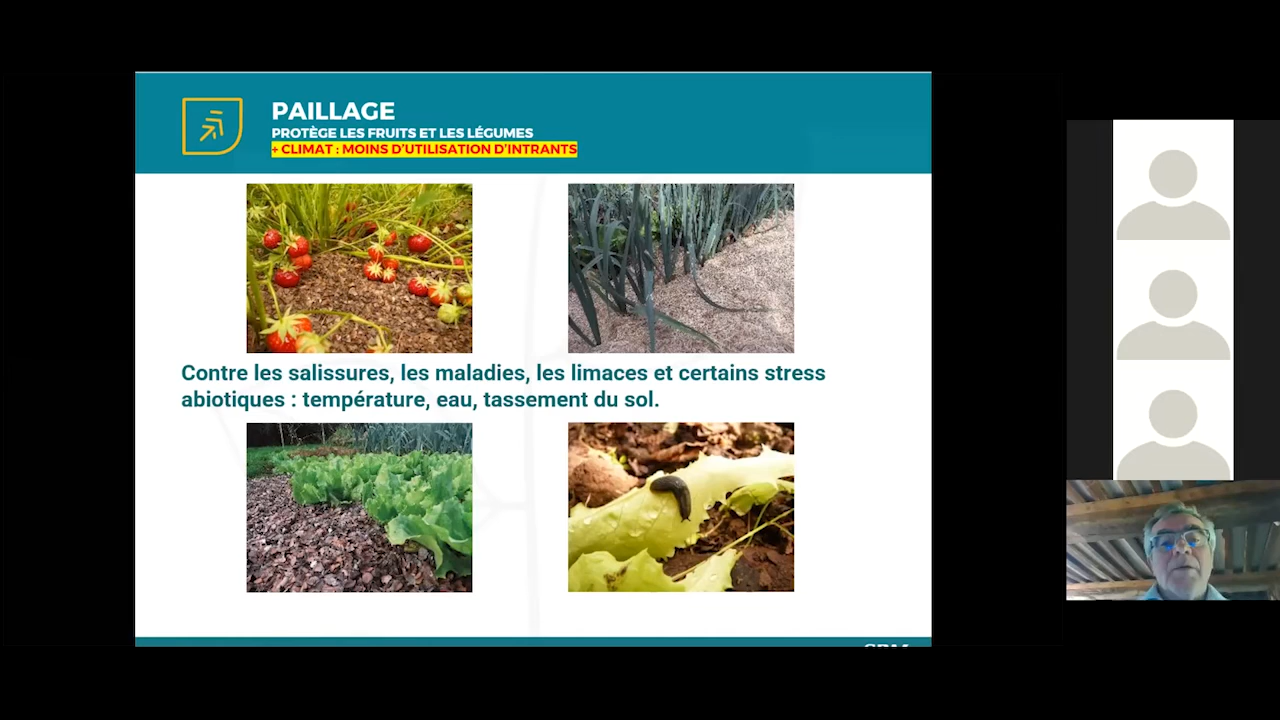 PAILLAGE
PROTÈGE LES FRUITS ET LES LÉGUMES
+ CLIMAT : MOINS D'UTILISATION D'INTRANTS
Contre les salissures, les maladies, les limaces et certains stress
abiotiques : température, eau, tassement du sol.